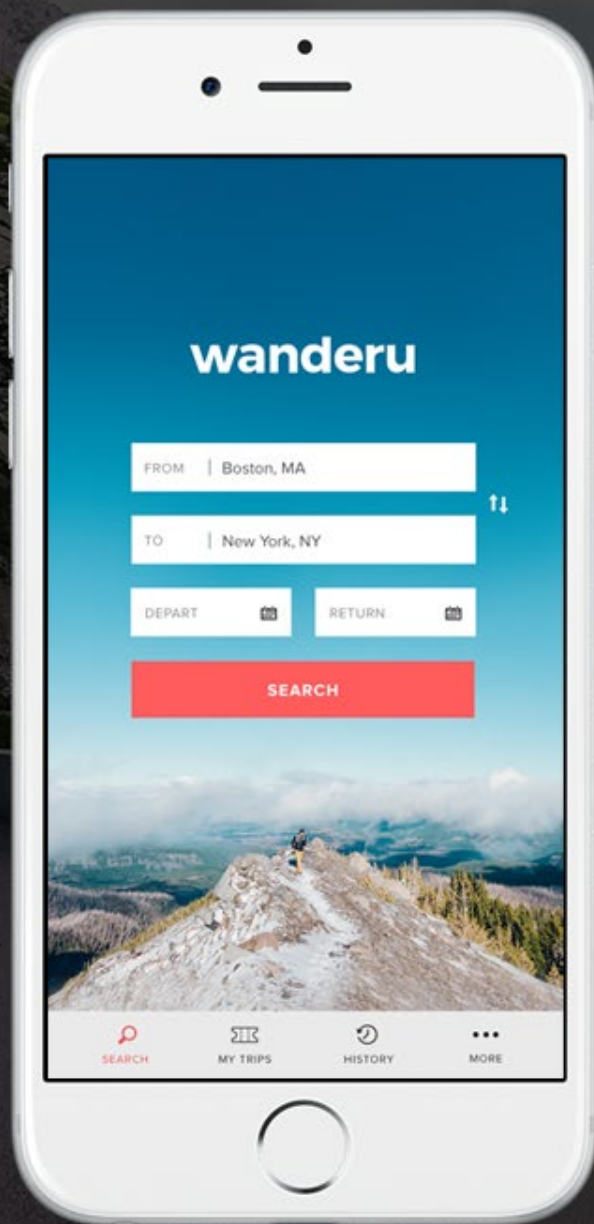 wanderu
FROM | Boston, MA
TO | New York, NY
DEPART RETURN
SEARCH
SEARCH MY TRIPS HISTORY MORE